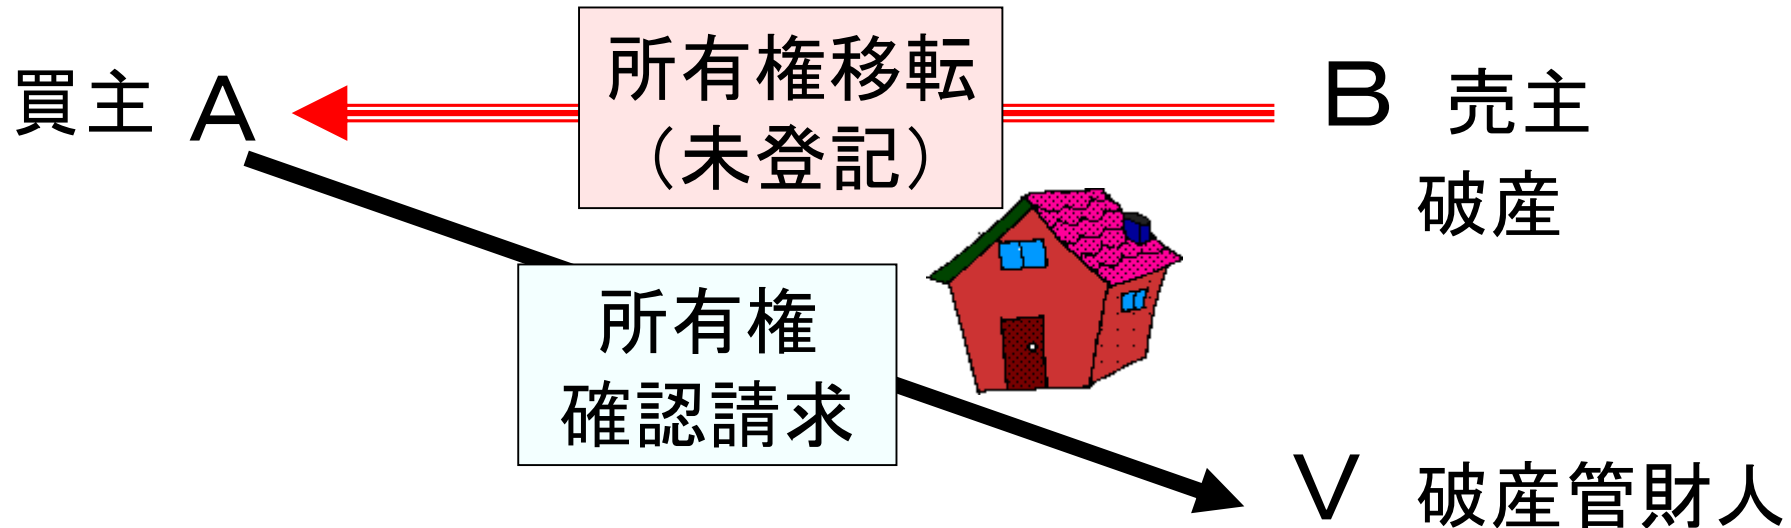 買主 A
所有権移転
（未登記）
B 売主
破産
所有権
確認請求
V 破産管財人